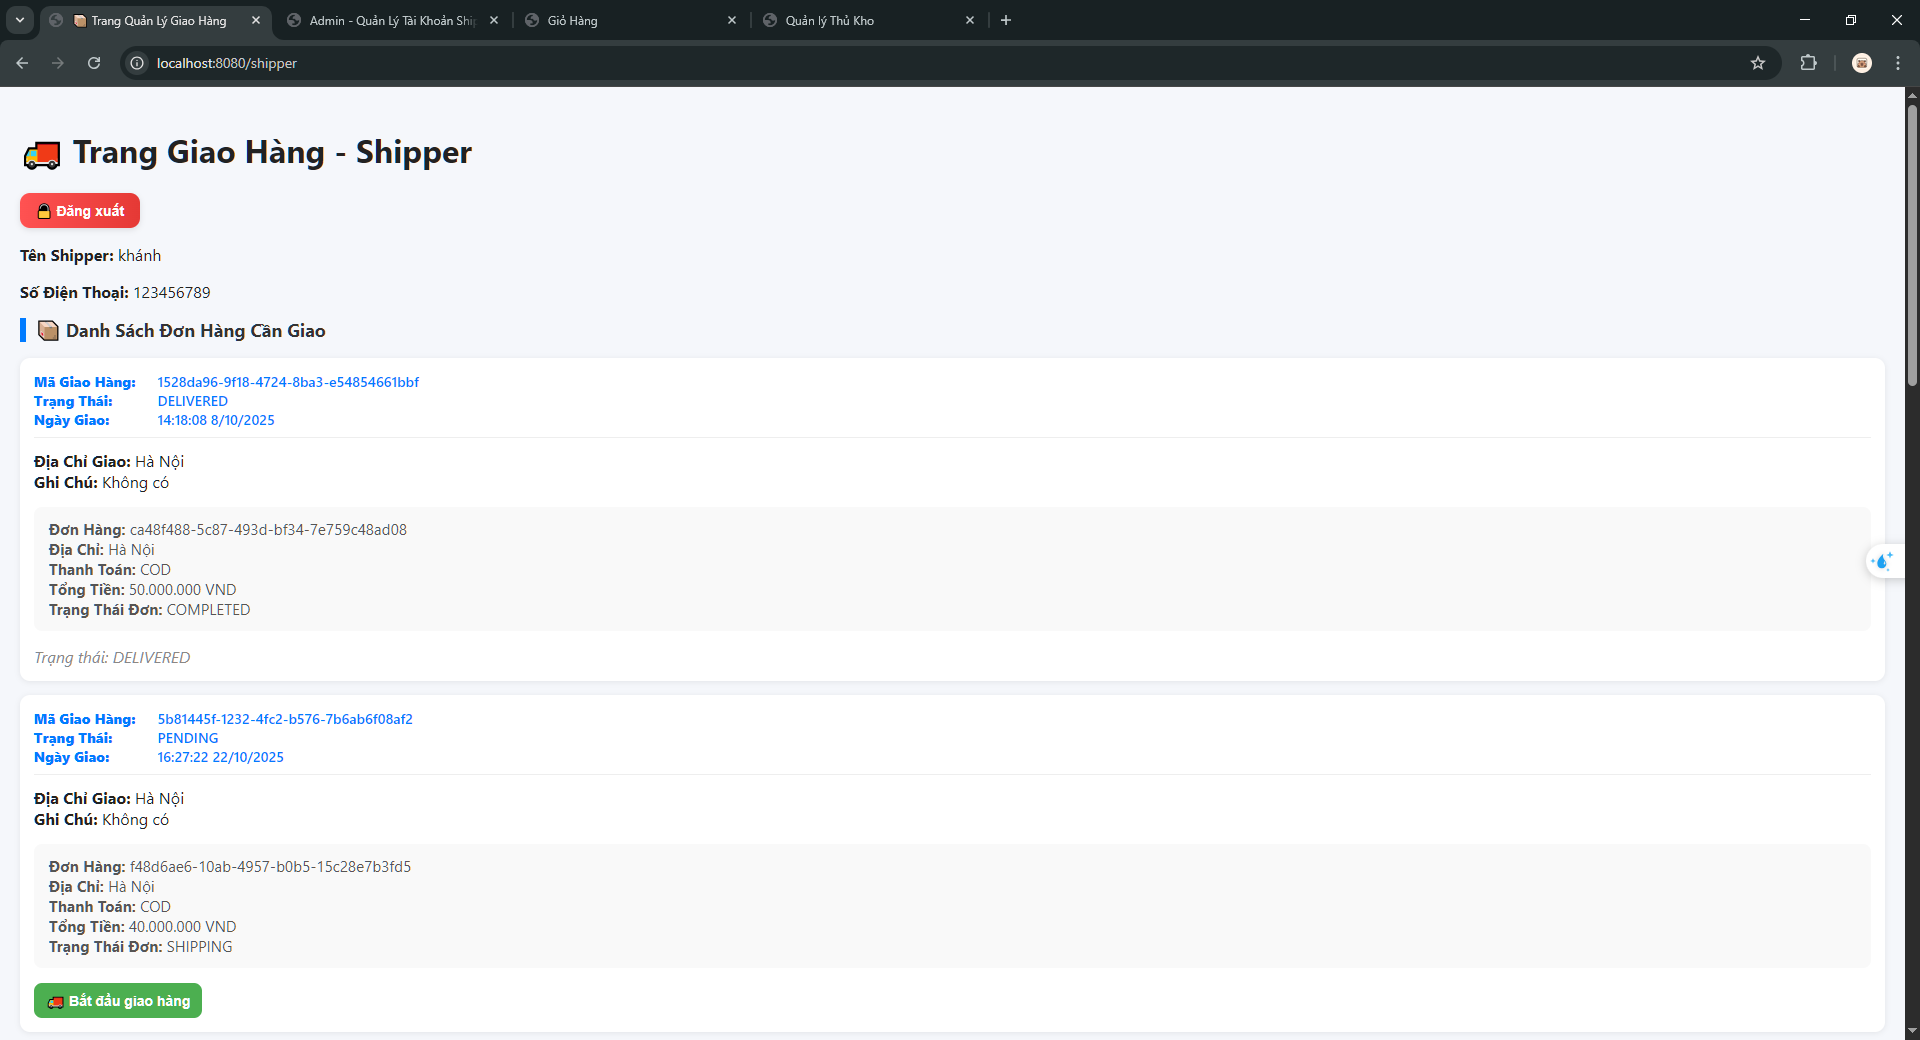 Trang Quản Lý Giao Hàng
Admin - Quản Lý Tài Khoản Ship
Giỏ Hàng
Quản lý Thủ Kho
localhost:8080/shipper
Trang Giao Hàng - Shipper
Đăng xuất
Tên Shipper: khánh
Số Điện Thoại: 123456789
Danh Sách Đơn Hàng Cần Giao
Mã Giao Hàng: 1528da96-9f18-4724-8ba3-e54854661bbf
Trạng Thái: DELIVERED
Ngày Giao: 14:18:08 8/10/2025
Địa Chỉ Giao: Hà Nội
Ghi Chú: Không có
Đơn Hàng: ca48f488-5c87-493d-bf34-7e759c48ad08
Địa Chỉ: Hà Nội
Thanh Toán: COD
Tổng Tiền: 50.000.000 VND
Trạng Thái Đơn: COMPLETED
Trạng thái: DELIVERED
Mã Giao Hàng: 5b81445f-1232-4fc2-b576-7b6ab6f08af2
Trạng Thái: PENDING
Ngày Giao: 16:27:22 22/10/2025
Địa Chỉ Giao: Hà Nội
Ghi Chú: Không có
Đơn Hàng: f48d6ae6-10ab-4957-b0b5-15c28e7b3fd5
Địa Chỉ: Hà Nội
Thanh Toán: COD
Tổng Tiền: 40.000.000 VND
Trạng Thái Đơn: SHIPPING
Bắt đầu giao hàng